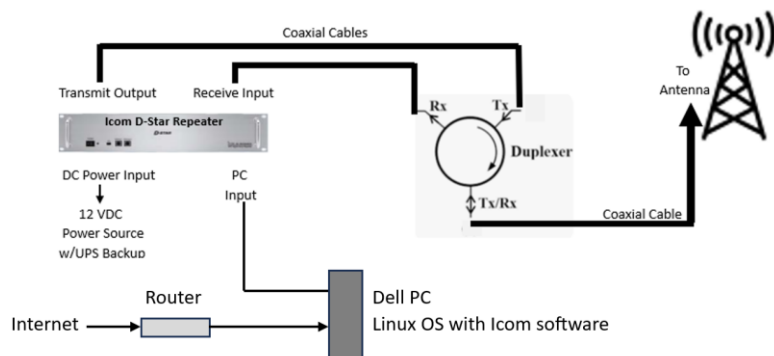 Coaxial Cables
To
Antenna
Transmit Output
Receive Input
Rx
Tx
Icom D-Star Repeater
Duplexer
DC Power Input
PC
Input
Tx/Rx
Coaxial Cable
12 VDC
Power Source
w/UPS Backup
Router
Dell PC
Internet
Linux OS with Icom software